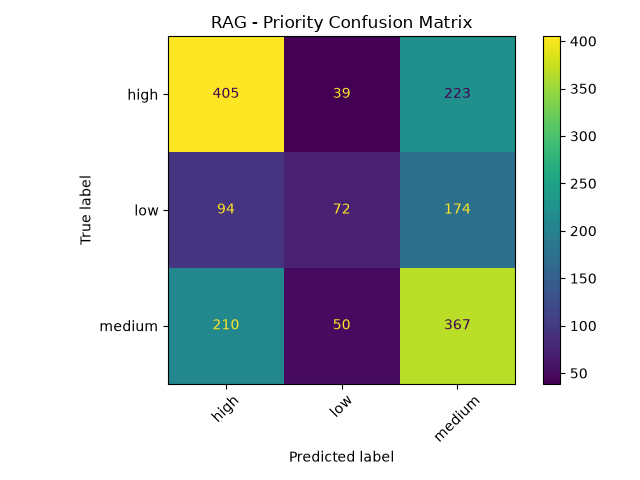 RAG - Priority Confusion Matrix
True label
high
405 39 223
low
94 72 174
medium
210 50 367
high low medium
Predicted label
400
350
300
250
200
150
100
50